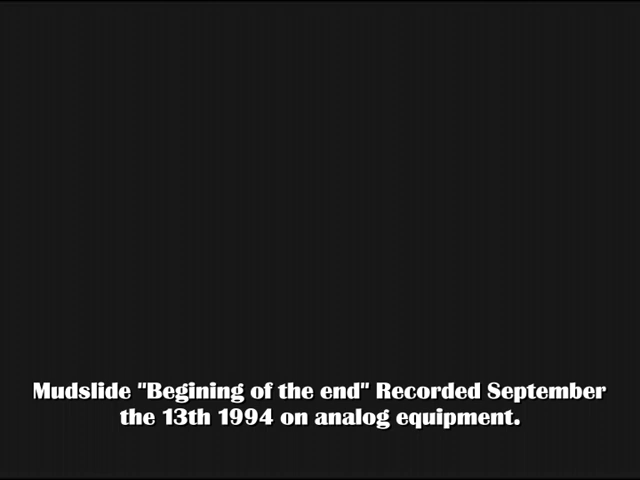 Mudslide "Begining of the end" Recorded September
the 13th 1994 on analog equipment.